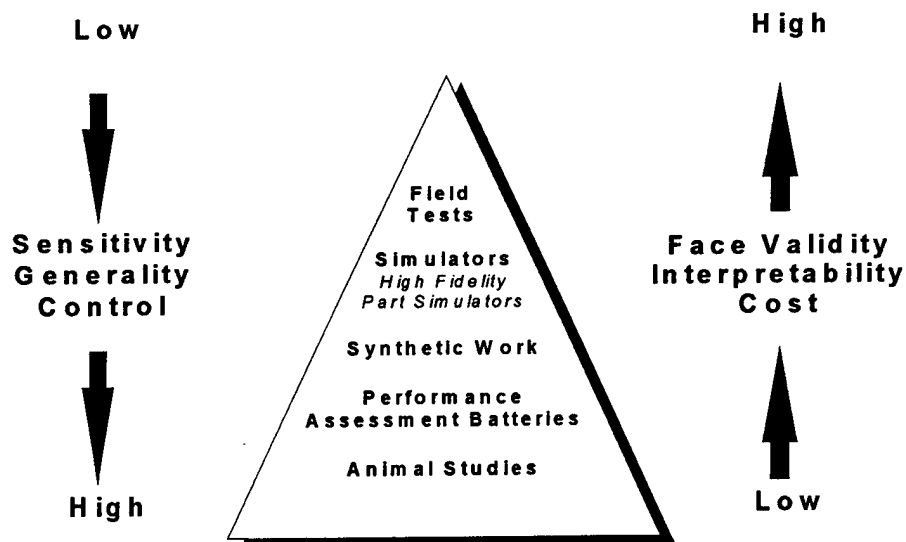 Low
Sensitivity
Generality
Control
High
Field
Tests
Simulators
High Fidelity
Part Simulators
Synthetic Work
Performance
Assessment Batteries
Animal Studies
High
Face Validity
Interpretability
Cost
Low